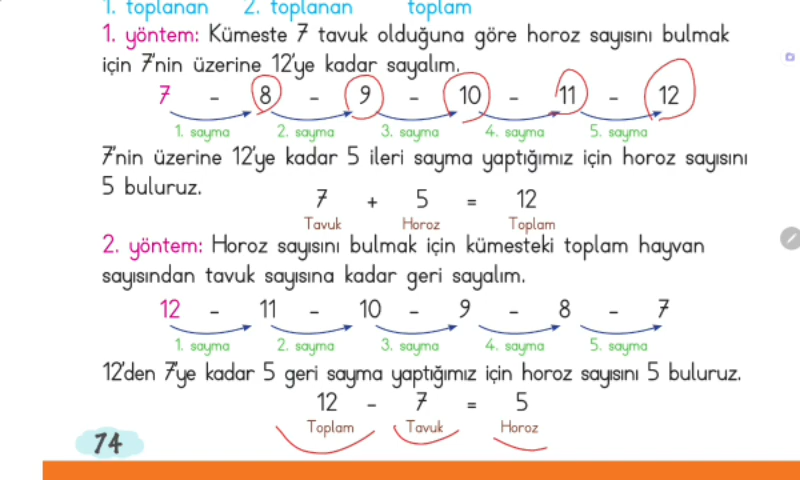 1. toplanan 2. toplanan toplam
1. yöntem: Kümeste 7 tavuk olduğuna göre horoz sayısını bulmak
için 7'nin üzerine 12'ye kadar sayalım.
7 - 8 - 9 - 10 - 11 - 12
1. sayma 2. sayma 3. sayma 4. sayma 5. sayma
7'nin üzerine 12'ye kadar 5 ileri sayma yaptığımız için horoz sayısını
5 buluruz.
7 + 5 = 12
Tavuk Horoz Toplam
2. yöntem: Horoz sayısını bulmak için kümesteki toplam hayvan
sayısından tavuk sayısına kadar geri sayalım.
12 - 11 - 10 - 9 - 8 - 7
1. sayma 2. sayma 3. sayma 4. sayma 5. sayma
12'den 7'ye kadar 5 geri sayma yaptığımız için horoz sayısını 5 buluruz.
12 - 7 = 5
Toplam Tavuk Horoz
74